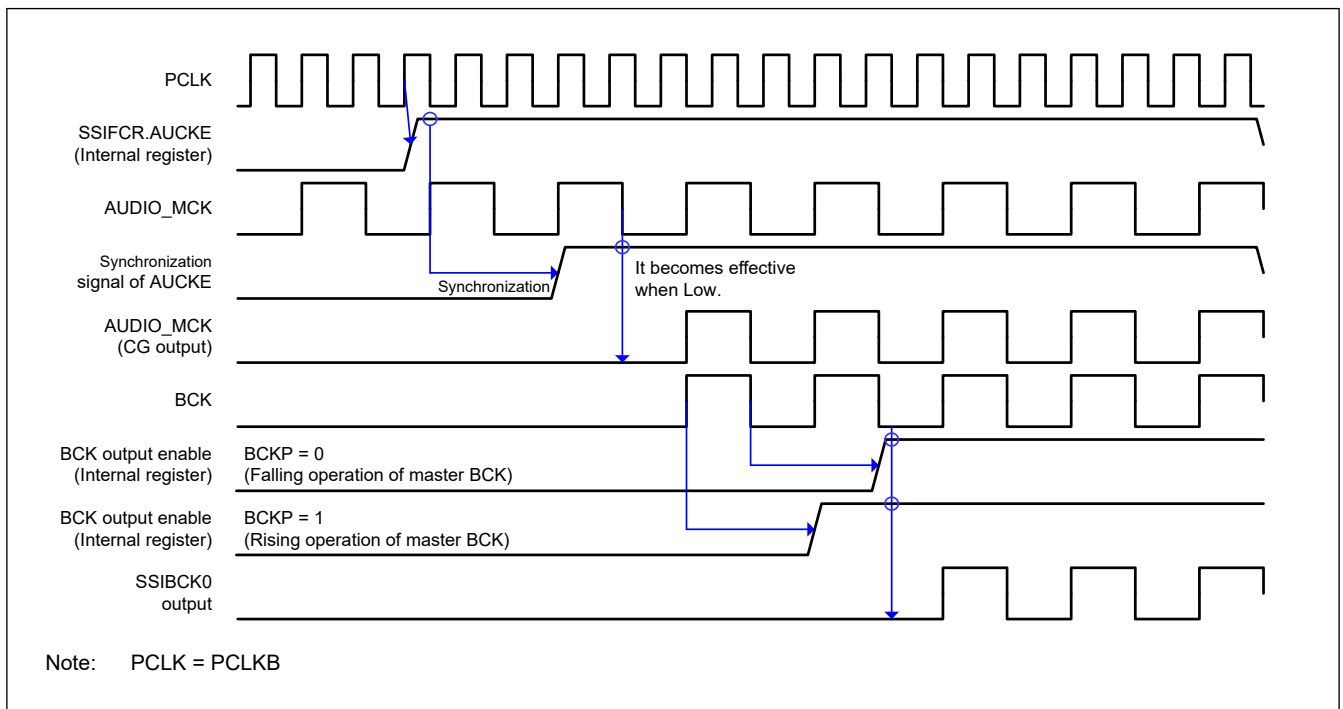 PCLK
SSIFCR.AUCKE
(Internal register)
AUDIO_MCK
Synchronization
signal of AUCKE
Synchronization
It becomes effective
when Low.
AUDIO_MCK
(CG output)
BCK
BCK output enable
(Internal register)
BCKP = 0
(Falling operation of master BCK)
BCK output enable
(Internal register)
BCKP = 1
(Rising operation of master BCK)
SSIBCK0
output
Note: PCLK = PCLKB